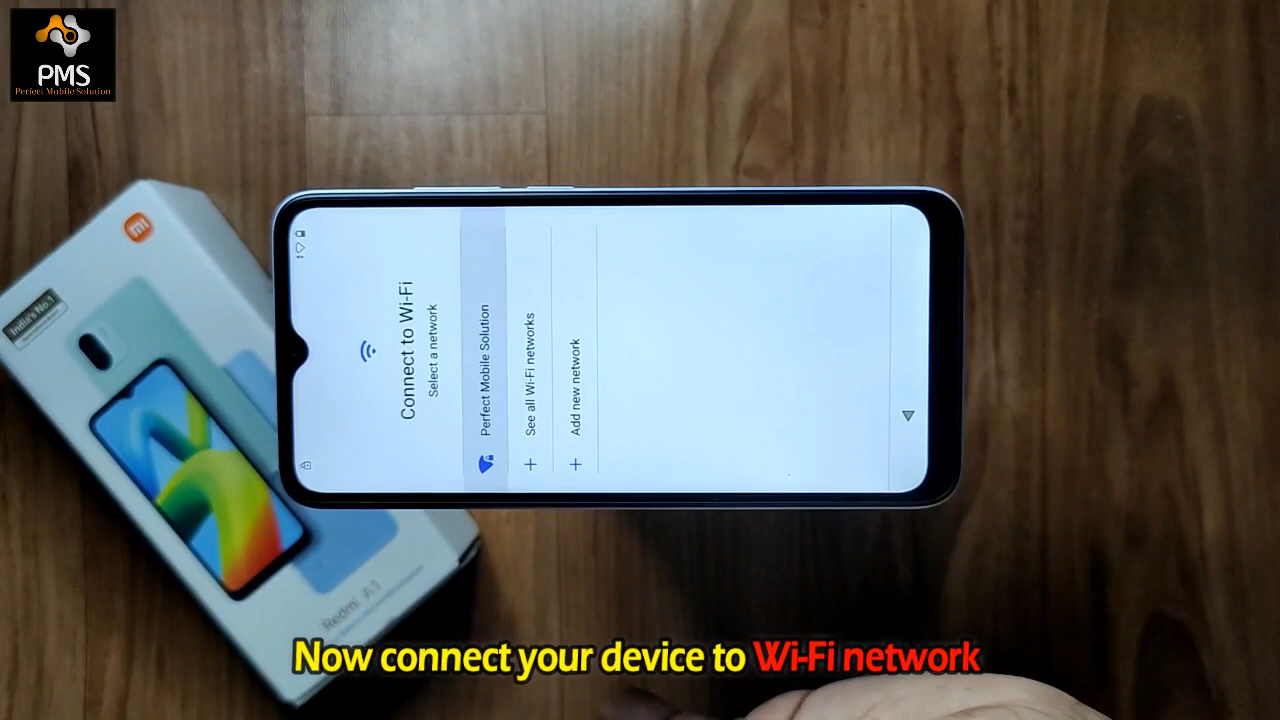 PMS
Perfect Mobile Solution
India's No.1
Redmi A1
Connect to Wi-Fi
Select a network
Perfect Mobile Solution
See all Wi-Fi networks
Add new network
Now connect your device to Wi-Fi network